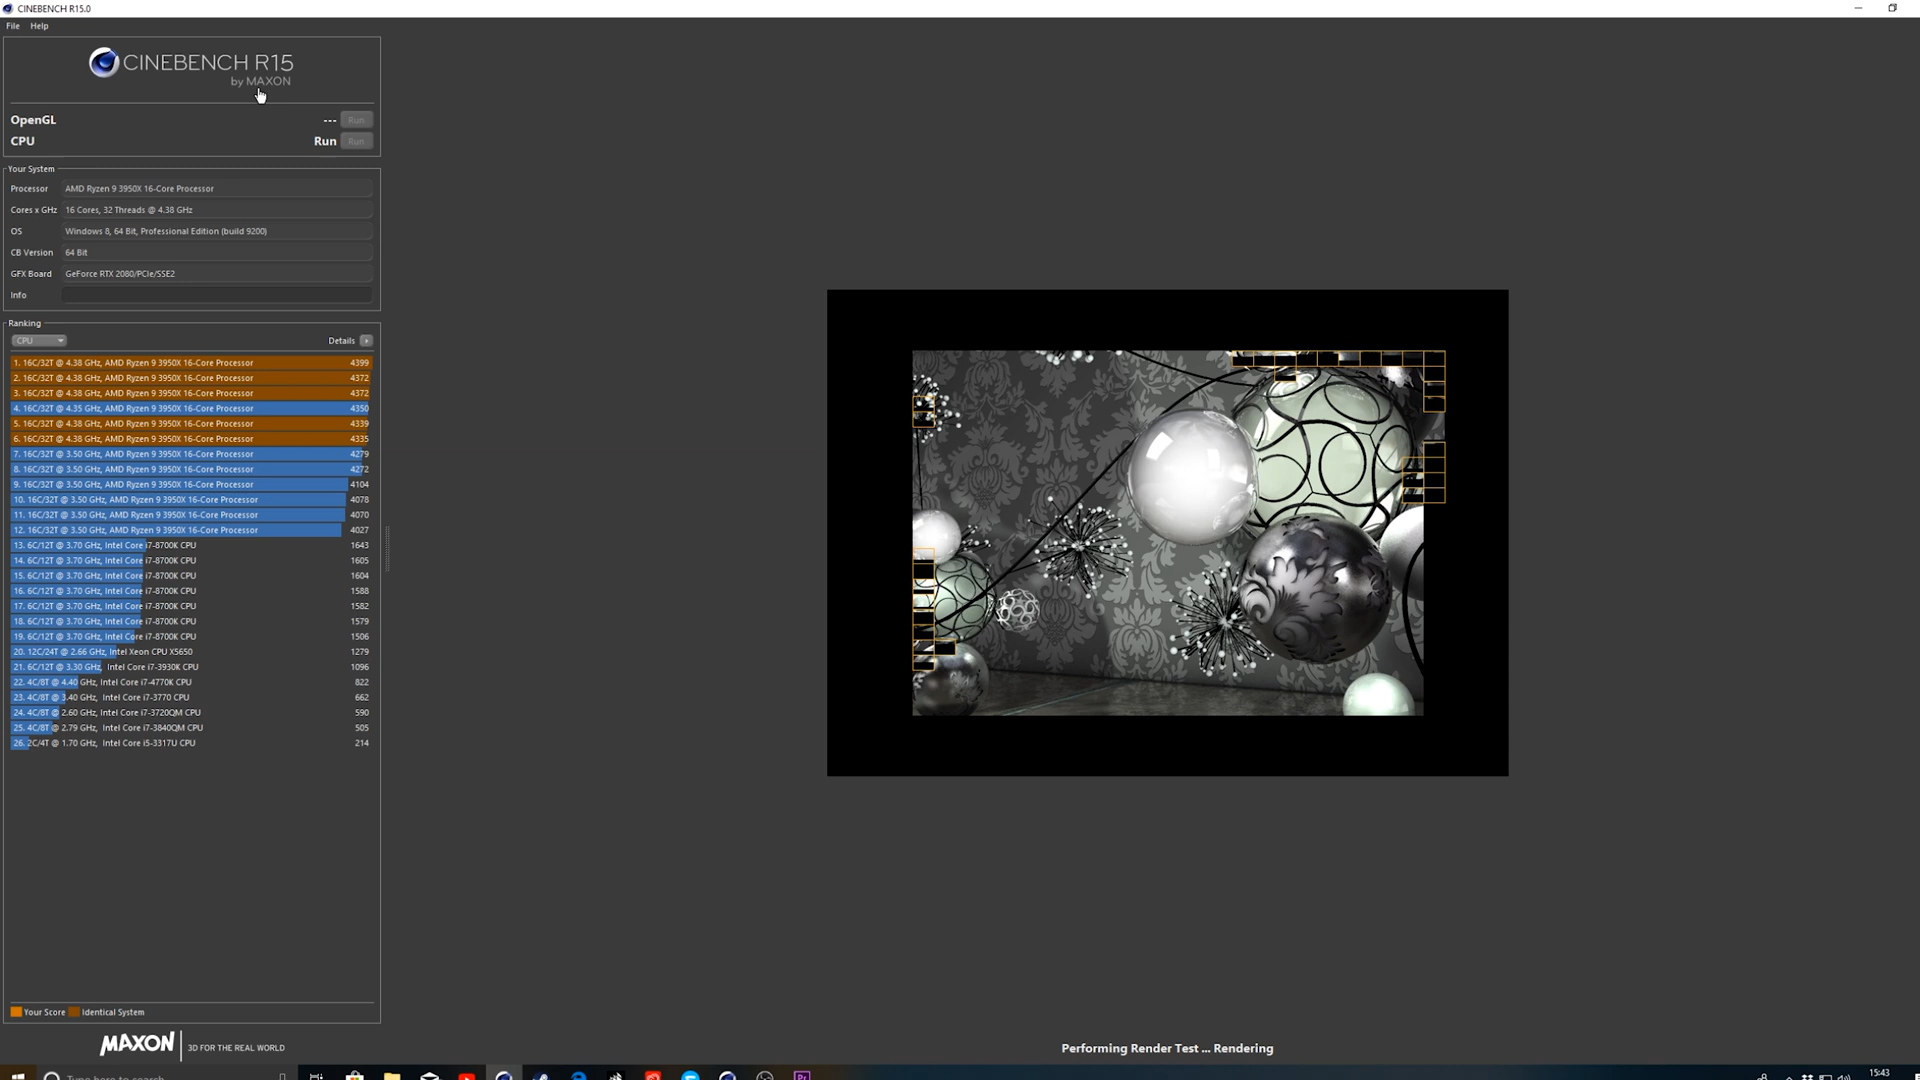 CINEBENCH R15.0
File Help
CINEBENCH R15
by MAXON
OpenGL --- Run
CPU Run Run
Your System
Processor AMD Ryzen 9 3950X 16-Core Processor
Cores x GHz 16 Cores, 32 Threads @ 4.38 GHz
OS Windows 8, 64 Bit, Professional Edition (build 9200)
CB Version 64 Bit
GFX Board GeForce RTX 2080/PCIe/SSE2
Info
Ranking
CPU Details
1. 16C/32T @ 4.38 GHz, AMD Ryzen 9 3950X 16-Core Processor 4399
2. 16C/32T @ 4.38 GHz, AMD Ryzen 9 3950X 16-Core Processor 4372
3. 16C/32T @ 4.38 GHz, AMD Ryzen 9 3950X 16-Core Processor 4372
4. 16C/32T @ 4.35 GHz, AMD Ryzen 9 3950X 16-Core Processor 4350
5. 16C/32T @ 4.38 GHz, AMD Ryzen 9 3950X 16-Core Processor 4339
6. 16C/32T @ 4.38 GHz, AMD Ryzen 9 3950X 16-Core Processor 4335
7. 16C/32T @ 3.50 GHz, AMD Ryzen 9 3950X 16-Core Processor 4279
8. 16C/32T @ 3.50 GHz, AMD Ryzen 9 3950X 16-Core Processor 4272
9. 16C/32T @ 3.50 GHz, AMD Ryzen 9 3950X 16-Core Processor 4104
10. 16C/32T @ 3.50 GHz, AMD Ryzen 9 3950X 16-Core Processor 4078
11. 16C/32T @ 3.50 GHz, AMD Ryzen 9 3950X 16-Core Processor 4070
12. 16C/32T @ 3.50 GHz, AMD Ryzen 9 3950X 16-Core Processor 4027
13. 6C/12T @ 3.70 GHz, Intel Core i7-8700K CPU 1643
14. 6C/12T @ 3.70 GHz, Intel Core i7-8700K CPU 1605
15. 6C/12T @ 3.70 GHz, Intel Core i7-8700K CPU 1604
16. 6C/12T @ 3.70 GHz, Intel Core i7-8700K CPU 1588
17. 6C/12T @ 3.70 GHz, Intel Core i7-8700K CPU 1582
18. 6C/12T @ 3.70 GHz, Intel Core i7-8700K CPU 1579
19. 6C/12T @ 3.70 GHz, Intel Core i7-8700K CPU 1506
20. 12C/24T @ 2.66 GHz, Intel Xeon CPU X5650 1279
21. 6C/12T @ 3.30 GHz, Intel Core i7-3930K CPU 1096
22. 4C/8T @ 4.40 GHz, Intel Core i7-4770K CPU 822
23. 4C/8T @ 3.40 GHz, Intel Core i7-3770 CPU 662
24. 4C/8T @ 2.60 GHz, Intel Core i7-3720QM CPU 590
25. 4C/8T @ 2.79 GHz, Intel Core i7-3840QM CPU 505
26. 2C/4T @ 1.70 GHz, Intel Core i5-3317U CPU 214
Your Score Identical System
MAXON 3D FOR THE REAL WORLD
Performing Render Test ... Rendering
Type here to search
Pr
15:43